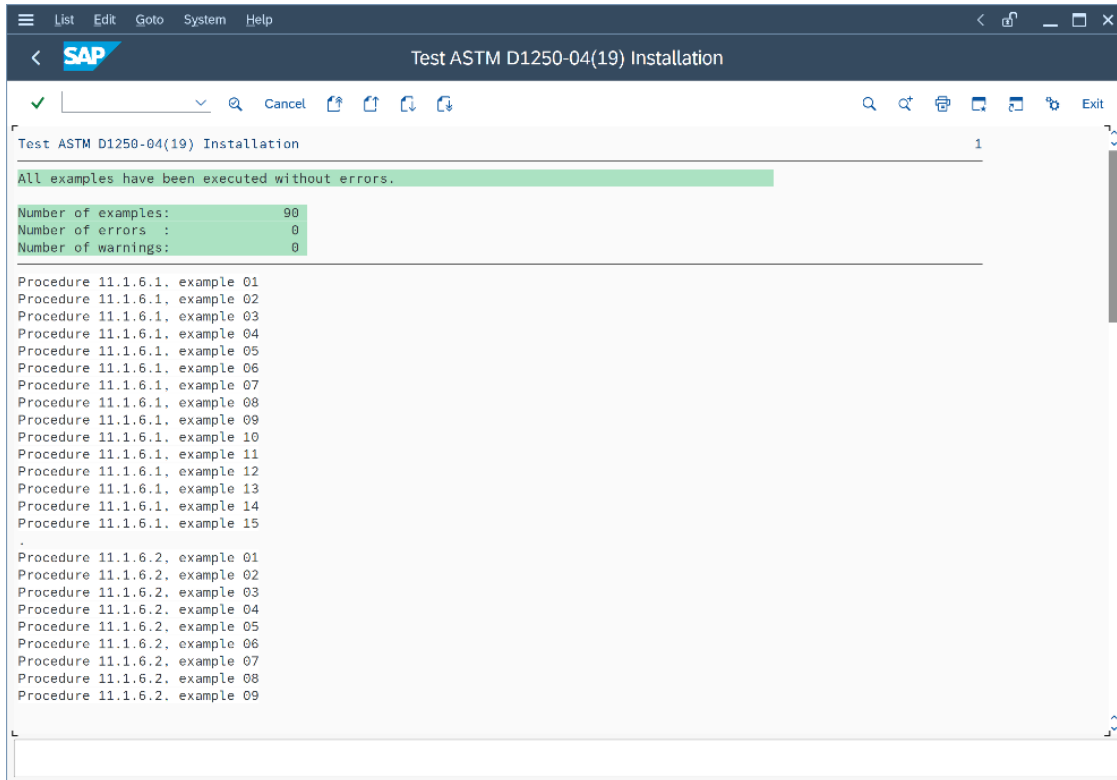 List Edit Goto System Help
SAP Test ASTM D1250-04(19) Installation
Cancel Exit
Test ASTM D1250-04(19) Installation 1
All examples have been executed without errors.
Number of examples: 90
Number of errors : 0
Number of warnings: 0
Procedure 11.1.6.1, example 01
Procedure 11.1.6.1, example 02
Procedure 11.1.6.1, example 03
Procedure 11.1.6.1, example 04
Procedure 11.1.6.1, example 05
Procedure 11.1.6.1, example 06
Procedure 11.1.6.1, example 07
Procedure 11.1.6.1, example 08
Procedure 11.1.6.1, example 09
Procedure 11.1.6.1, example 10
Procedure 11.1.6.1, example 11
Procedure 11.1.6.1, example 12
Procedure 11.1.6.1, example 13
Procedure 11.1.6.1, example 14
Procedure 11.1.6.1, example 15
.
Procedure 11.1.6.2, example 01
Procedure 11.1.6.2, example 02
Procedure 11.1.6.2, example 03
Procedure 11.1.6.2, example 04
Procedure 11.1.6.2, example 05
Procedure 11.1.6.2, example 06
Procedure 11.1.6.2, example 07
Procedure 11.1.6.2, example 08
Procedure 11.1.6.2, example 09